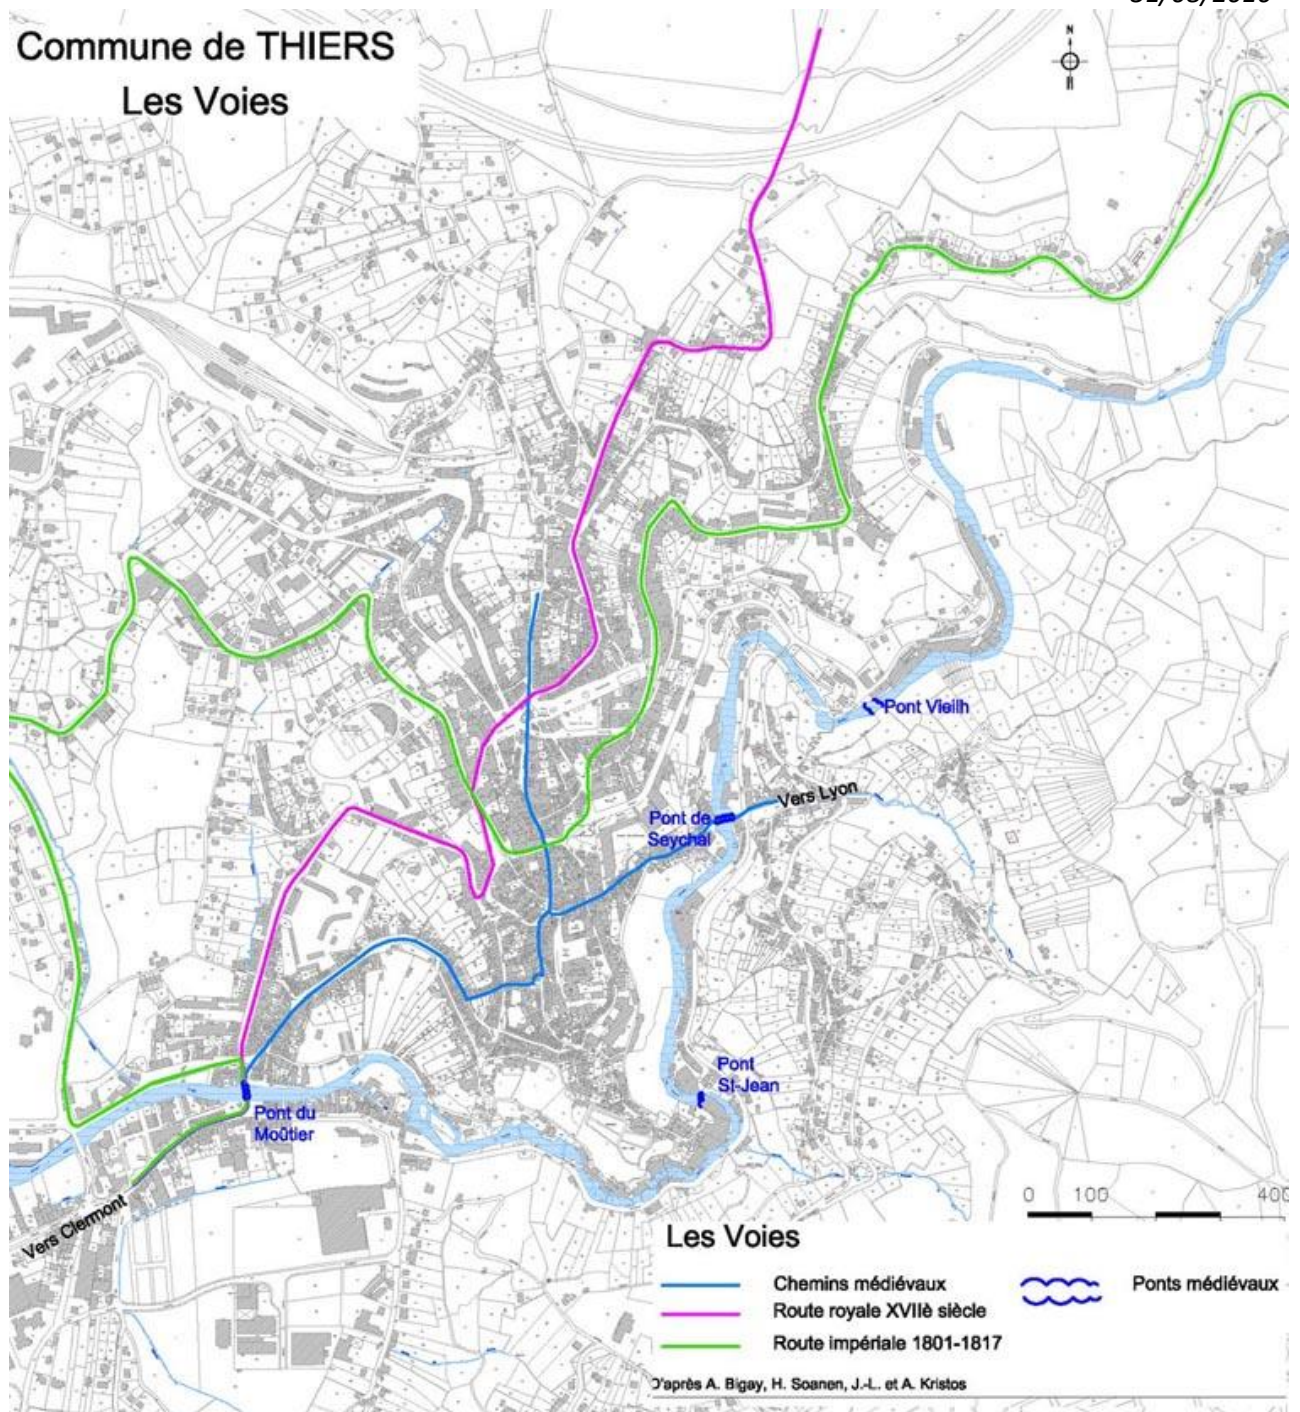 Commune de THIERS
Les Voies
N
Pont Vieilh
Vers Lyon
Pont de
Seychal
Pont
St-Jean
Pont du
Moûtier
Vers Clermont
0 100 400
Les Voies
Chemins médiévaux
Ponts médiévaux
Route royale XVIIè siècle
Route impériale 1801-1817
D'après A. Bigay, H. Soanen, J.-L. et A. Kristos